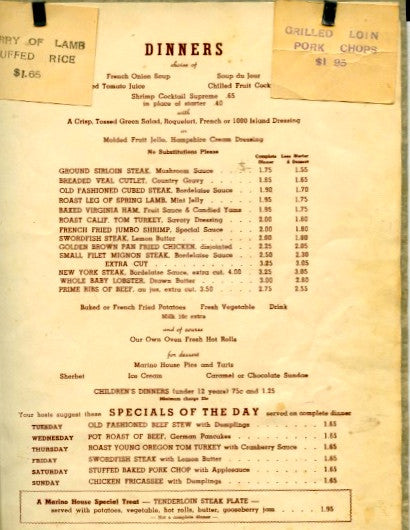 RRY OF LAMB
UFFED RICE
$1.65
GRILLED LOIN
PORK CHOPS
$1 95
DINNERS
choice of
French Onion Soup Soup du Jour
ed Tomato Juice Chilled Fruit Cock
Shrimp Cocktail Supreme .65
in place of starter .40
with
A Crisp, Tossed Green Salad, Roquefort, French or 1000 Island Dressing
or
Molded Fruit Jello, Hampshire Cream Dressing
No Substitutions Please
Complete Dinner Less Starter & Dessert
GROUND SIRLOIN STEAK, Mushroom Sauce 1.75 1.55
BREADED VEAL CUTLET, Country Gravy 1.85 1.65
OLD FASHIONED CUBED STEAK, Bordelaise Sauce 1.90 1.70
ROAST LEG OF SPRING LAMB, Mint Jelly 1.95 1.75
BAKED VIRGINIA HAM, Fruit Sauce & Candied Yams 1.95 1.75
ROAST CALIF. TOM TURKEY, Savory Dressing 2.00 1.80
FRENCH FRIED JUMBO SHRIMP, Special Sauce 2.00 1.80
SWORDFISH STEAK, Lemon Butter 2.00 1.80
GOLDEN BROWN PAN FRIED CHICKEN, disjointed 2.25 2.05
SMALL FILET MIGNON STEAK, Bordelaise Sauce 2.50 2.30
EXTRA CUT 3.25 3.05
NEW YORK STEAK, Bordelaise Sauce, extra cut, 4.00 3.25 3.05
WHOLE BABY LOBSTER, Drawn Butter 3.00 2.80
PRIME RIBS OF BEEF, au jus, extra cut, 3.50 2.75 2.55
Baked or French Fried Potatoes Fresh Vegetable Drink
Milk 10c extra
and of course
Our Own Oven Fresh Hot Rolls
for dessert
Marino House Pies and Tarts
Sherbet Ice Cream Caramel or Chocolate Sundae
CHILDREN'S DINNERS (under 12 years) 75c and 1.25
Minimum charge
Your hosts suggest these SPECIALS OF THE DAY served on complete dinner
TUESDAY OLD FASHIONED BEEF STEW with Dumplings 1.65
WEDNESDAY POT ROAST OF BEEF, German Pancakes 1.65
THURSDAY ROAST YOUNG OREGON TOM TURKEY with Cranberry Sauce 1.65
FRIDAY SWORDFISH STEAK with Lemon Butter 1.65
SATURDAY STUFFED BAKED PORK CHOP with Applesauce 1.65
SUNDAY CHICKEN FRICASSEE with Dumplings 1.65
A Marino House Special Treat — TENDERLOIN STEAK PLATE —
served with potatoes, vegetable, hot rolls, butter, gooseberry jam 1.95
— Not a complete dinner —